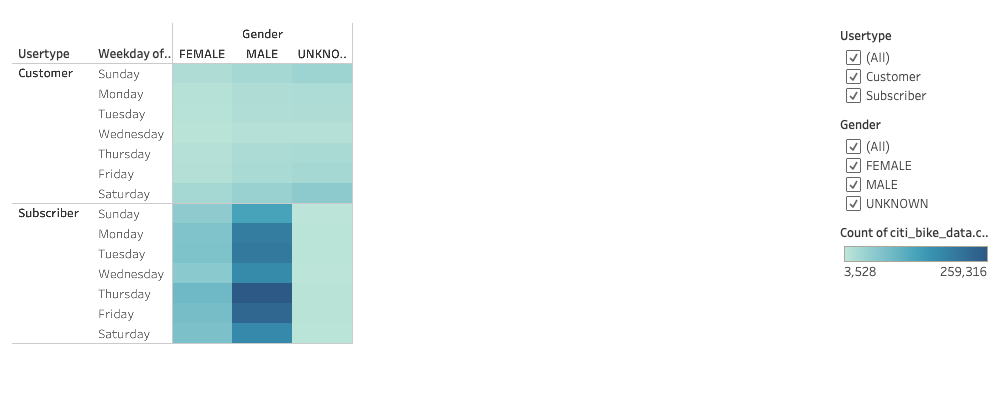 Gender
Usertype Weekday of.. FEMALE MALE UNKNO..
Customer Sunday
Monday
Tuesday
Wednesday
Thursday
Friday
Saturday
Subscriber Sunday
Monday
Tuesday
Wednesday
Thursday
Friday
Saturday
Usertype
(All)
Customer
Subscriber
Gender
(All)
FEMALE
MALE
UNKNOWN
Count of citi_bike_data.c..
3,528 259,316